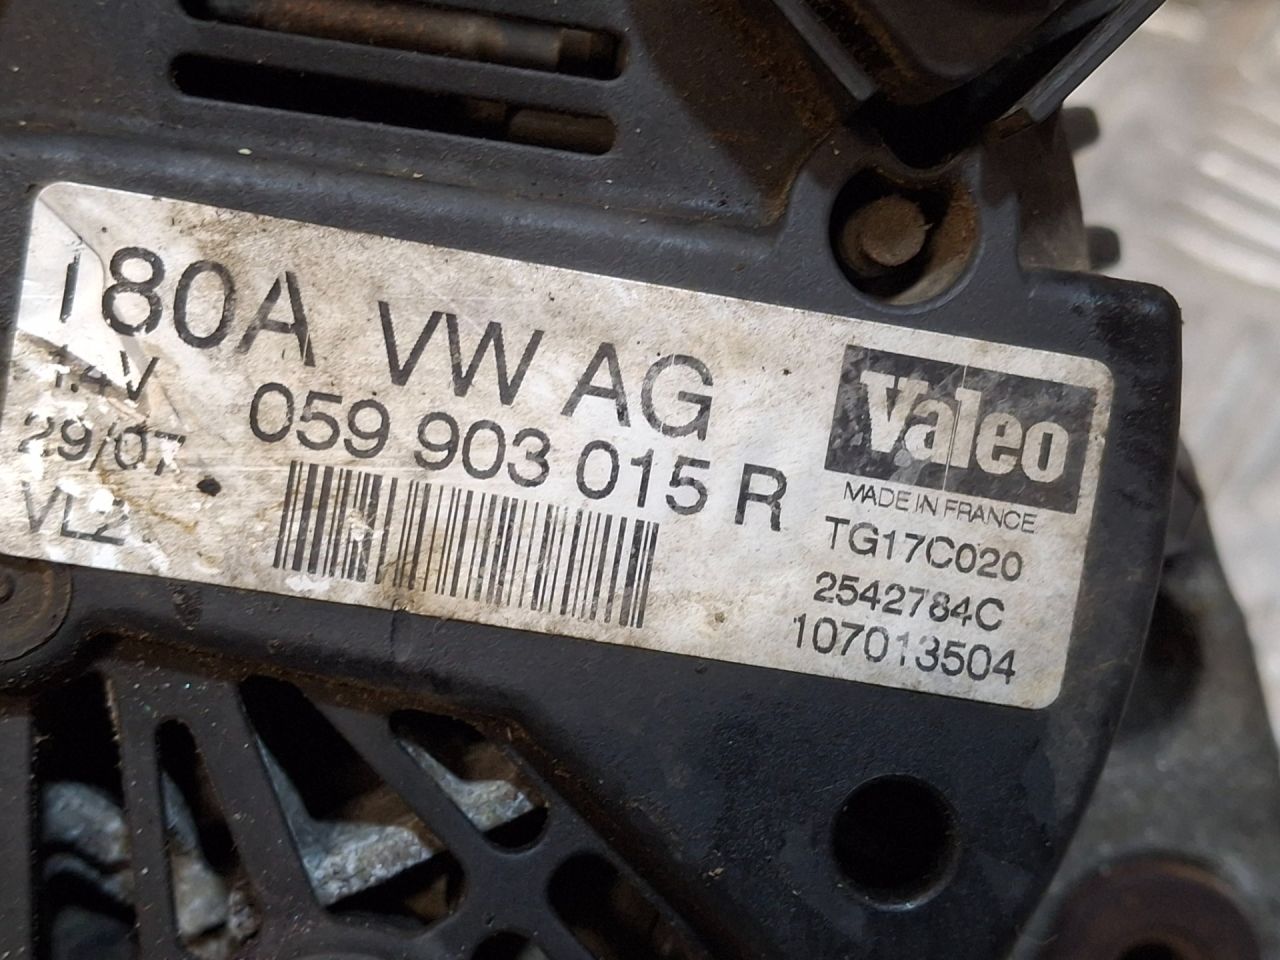 180A VW AG
14V 059 903 015 R
29/07
VL2
Valeo
MADE IN FRANCE
TG17C020
2542784C
107013504